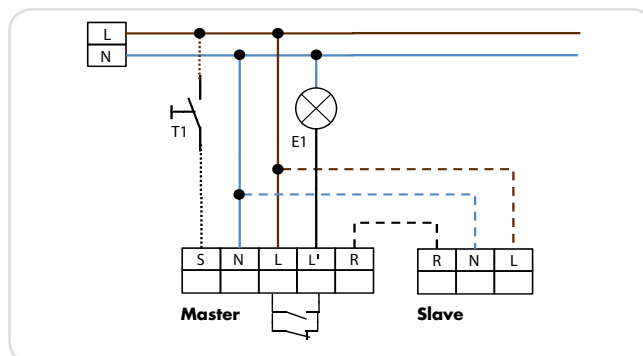 L
N
T1
E1
S N L L' R
R N L
Master
Slave